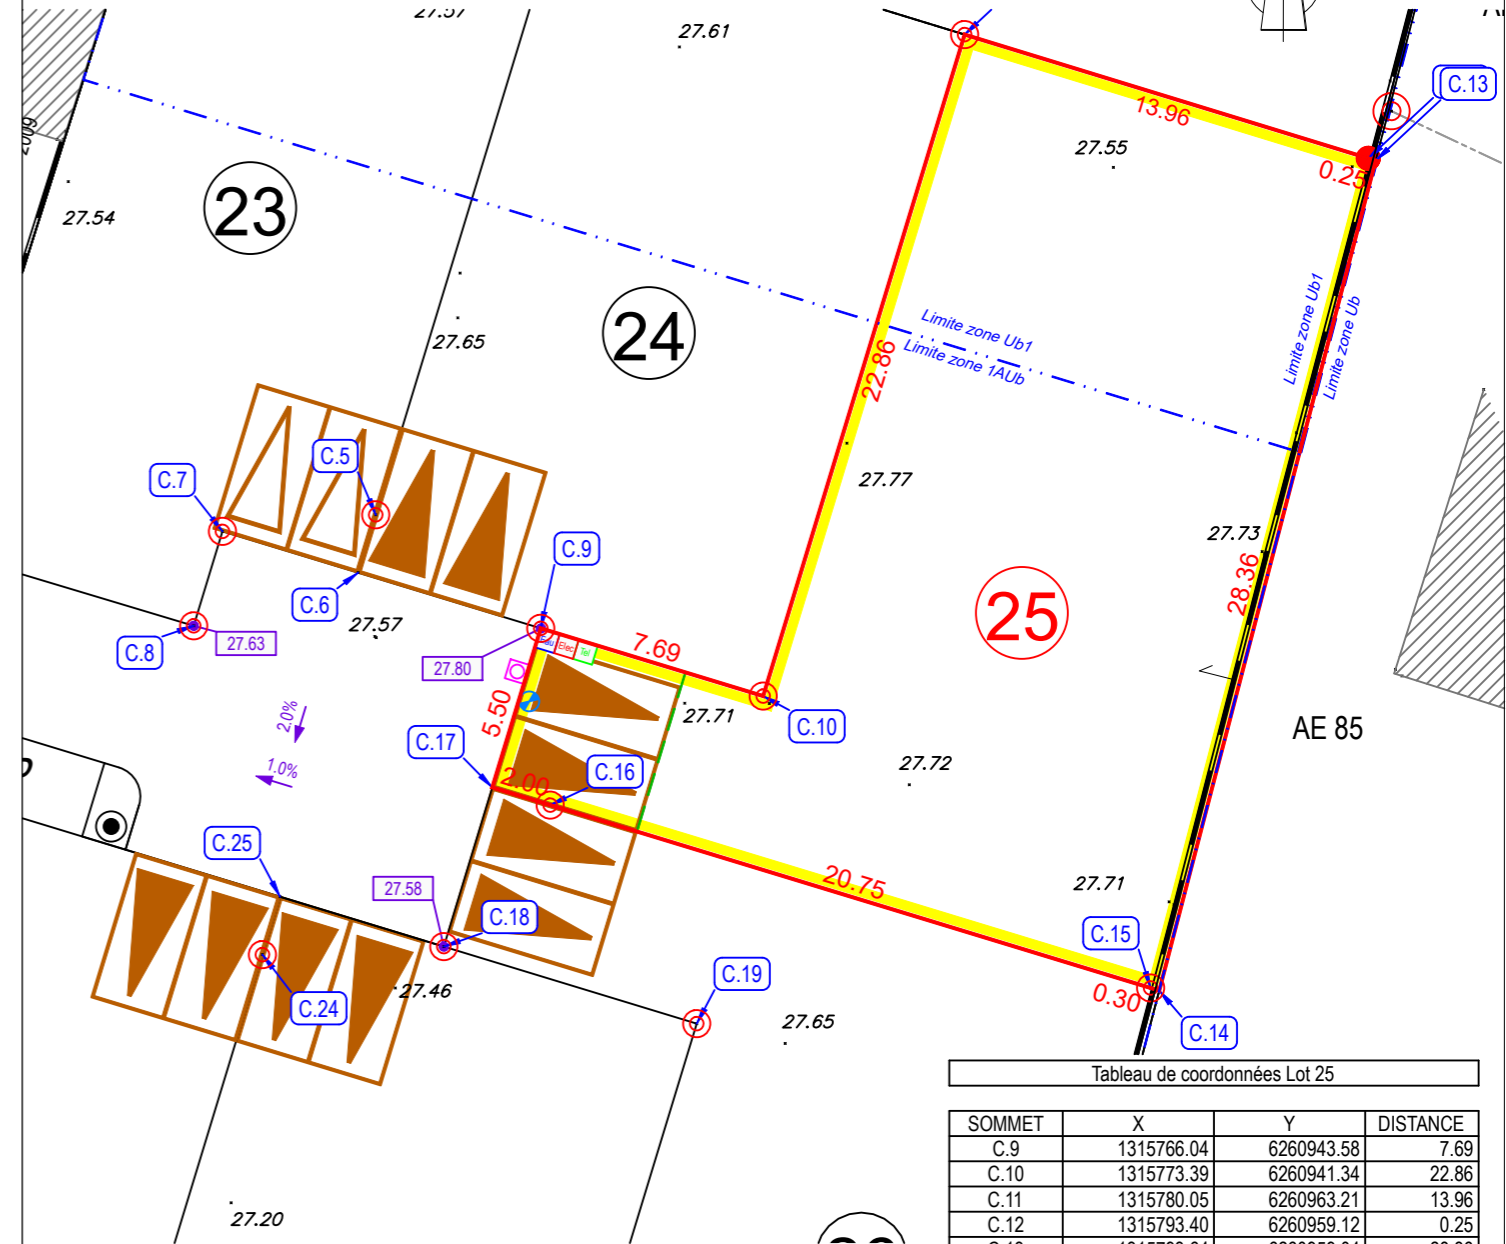 27.57
27.61
C.13
13.96
27.55
0.25
2009
23
27.54
24
Limite zone Ub1
Limite zone 1AUb
Limite zone Ub1
Limite zone Ub
27.65
22.86
C.5
C.7
27.77
27.73
C.9
28.36
C.6
25
27.57
C.8
27.63
7.69
Eau
Elec
Tel
27.80
5.50
27.71
C.10
AE 85
2.0%
C.17
1.0%
2.00
C.16
27.72
C.25
27.58
20.75
27.71
C.18
C.15
C.19
27.46
C.24
0.30
27.65
C.14
Tableau de coordonnées Lot 25
SOMMET X Y DISTANCE
C.9 1315766.04 6260943.58 7.69
C.10 1315773.39 6260941.34 22.86
C.11 1315780.05 6260963.21 13.96
C.12 1315793.40 6260959.12 0.25
27.20